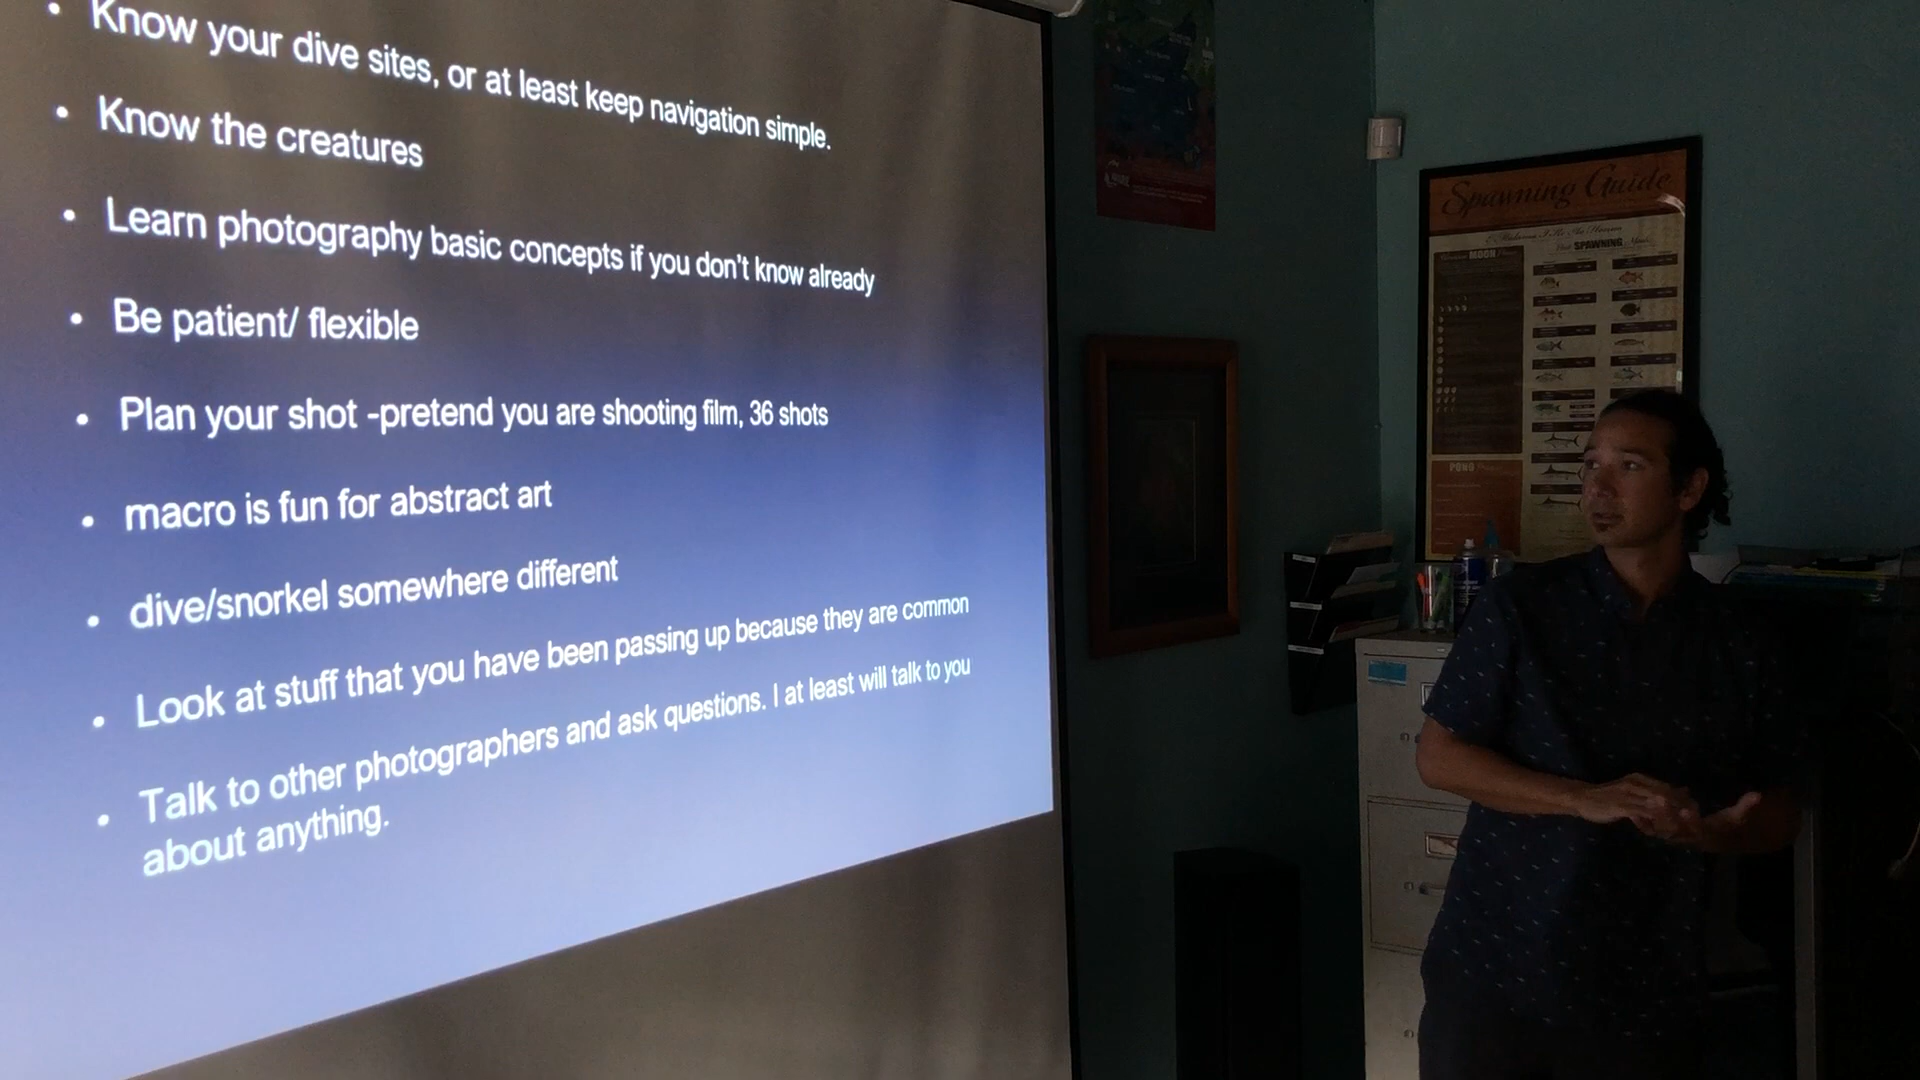 • Know your dive sites, or at least keep navigation simple.
• Know the creatures
• Learn photography basic concepts if you don't know already
• Be patient/ flexible
• Plan your shot -pretend you are shooting film, 36 shots
• macro is fun for abstract art
• dive/snorkel somewhere different
• Look at stuff that you have been passing up because they are common
• Talk to other photographers and ask questions. I at least will talk to you
about anything.
Spawning Guide
SPAWNING
MOON
PONO